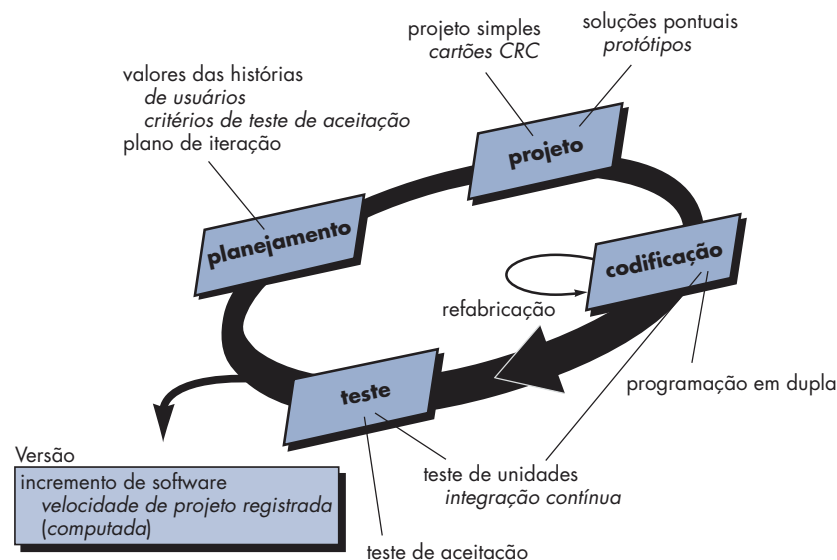 projeto simples
cartões CRC
soluções pontuais
protótipos
valores das histórias
de usuários
critérios de teste de aceitação
plano de iteração
projeto
planejamento
codificação
refabricação
programação em dupla
teste
Versão
incremento de software
velocidade de projeto registrada
(computada)
teste de unidades
integração contínua
teste de aceitação